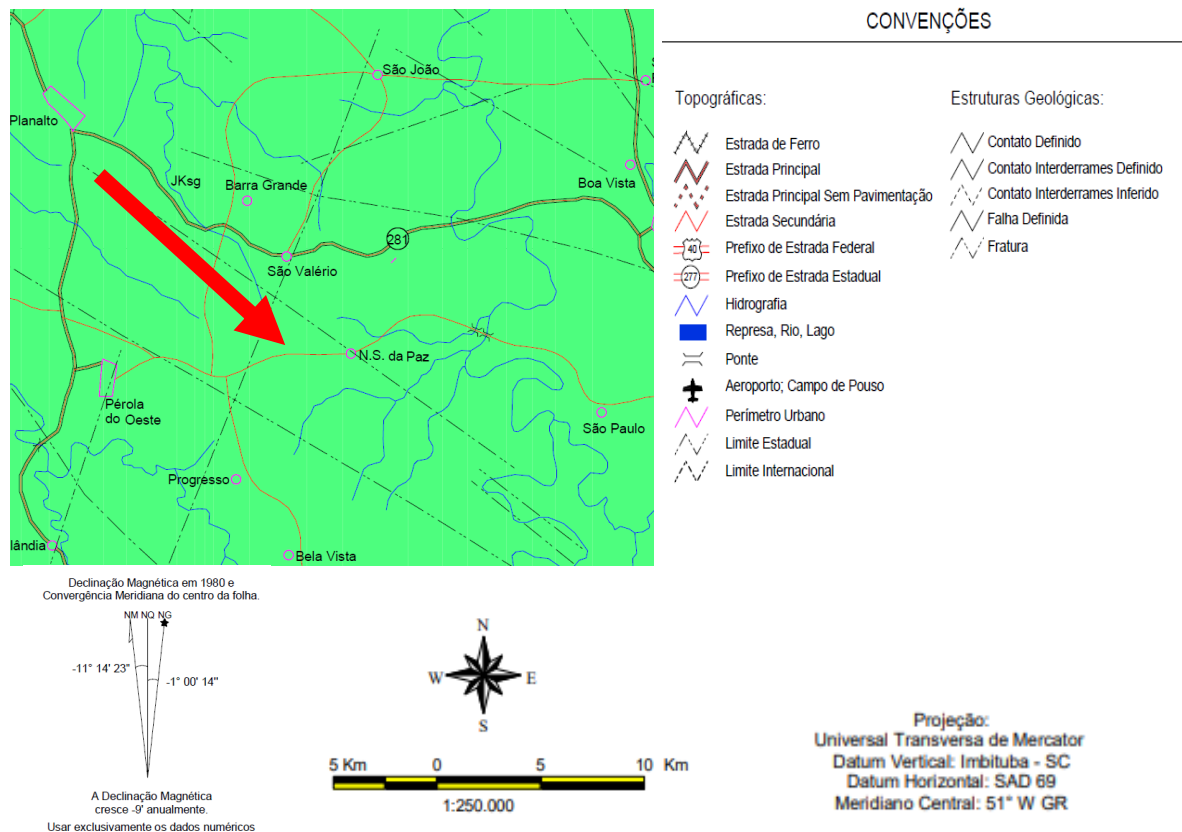 São João
Planalto
JKsg
Barra Grande
Boa Vista
281
São Valério
N.S. da Paz
Pérola
do Oeste
São Paulo
Progresso
lândia
Bela Vista
CONVENÇÕES
Topográficas:
Estrada de Ferro
Estrada Principal
Estrada Principal Sem Pavimentação
Estrada Secundária
40
Prefixo de Estrada Federal
277
Prefixo de Estrada Estadual
Hidrografia
Represa, Rio, Lago
Ponte
Aeroporto; Campo de Pouso
Perímetro Urbano
Limite Estadual
Limite Internacional
Estruturas Geológicas:
Contato Definido
Contato Interderrames Definido
Contato Interderrames Inferido
Falha Definida
Fratura
Declinação Magnética em 1980 e
Convergência Meridiana do centro da folha.
NM NQ NG
-11° 14' 23"
-1° 00' 14"
A Declinação Magnética
cresce -9' anualmente.
Usar exclusivamente os dados numéricos
N
W E
S
5 Km 0 5 10 Km
1:250.000
Projeção:
Universal Transversa de Mercator
Datum Vertical: Imbituba - SC
Datum Horizontal: SAD 69
Meridiano Central: 51° W GR